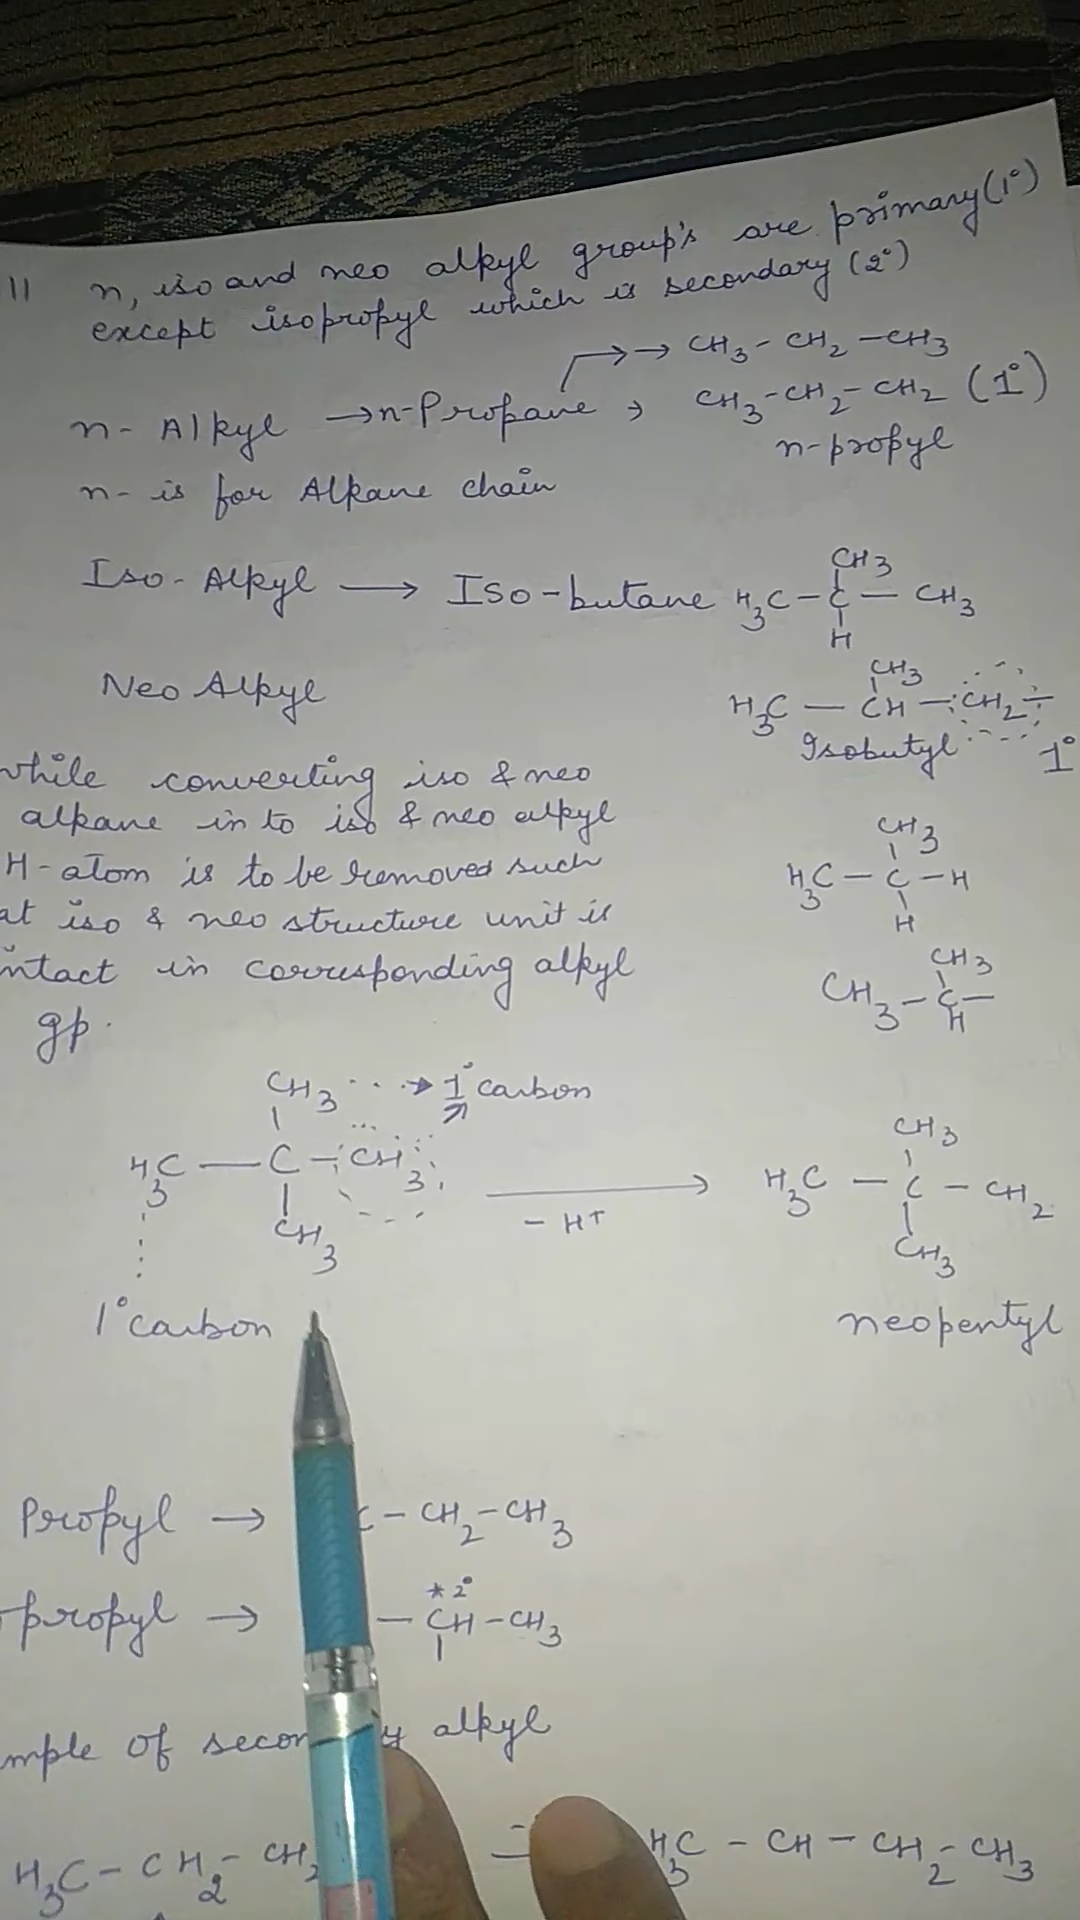 11 n, iso and neo alkyl group's are primary (1°)
except isopropyl which is secondary (2°)
→→ CH3 - CH2 - CH3
n- Alkyl → n-Propane → CH3 - CH2 - CH2 (1°)
n-propyl
n- is for Alkane chain
CH3
Iso-Alkyl → Iso-butane H3C - C - CH3
H
Neo Alkyl
CH3
H3C - CH - CH2 -
Isobutyl 1°
while converting iso & neo
alkane in to iso & neo alkyl
H-atom is to be removed such
at iso & neo structure unit is
ntact in corresponding alkyl
gp.
CH3
H3C - C - H
H
CH3
CH3 - C -
H
CH3 → 1° carbon
H3C - C - CH3
CH3
1° carbon
→
- H+
CH3
H3C - C - CH2
CH3
neopentyl
Propyl → C - CH2 - CH3
* 2°
propyl → - CH - CH3
mple of secon y alkyl
H3C - CH2 - CH2
H3C - CH - CH2 - CH3